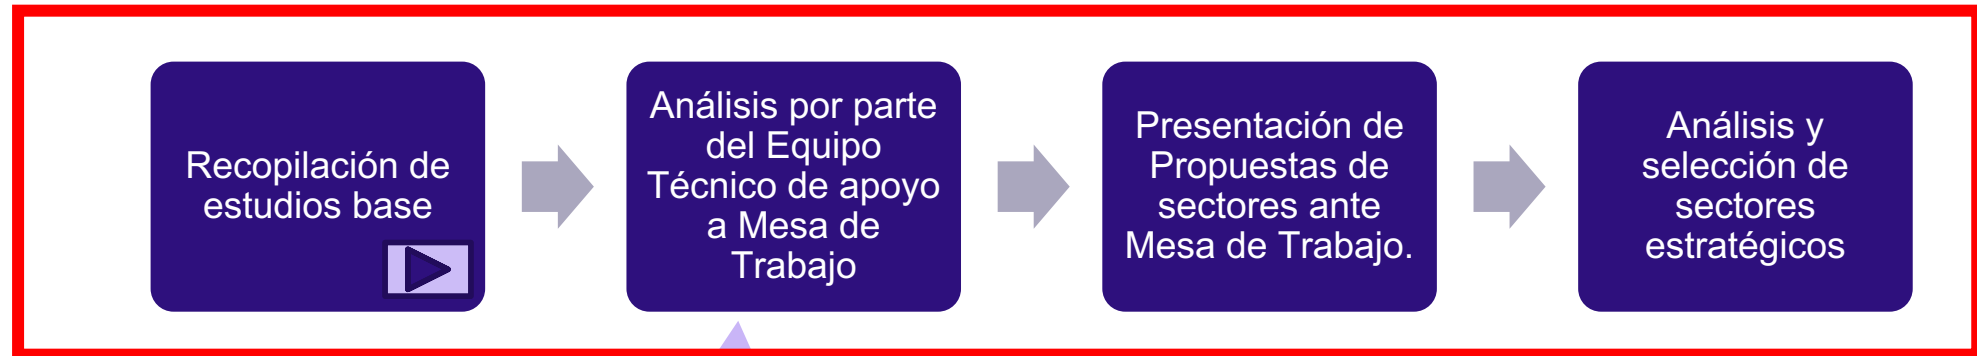 Recopilación de
estudios base
Análisis por parte
del Equipo
Técnico de apoyo
a Mesa de
Trabajo
Presentación de
Propuestas de
sectores ante
Mesa de Trabajo.
Análisis y
selección de
sectores
estratégicos